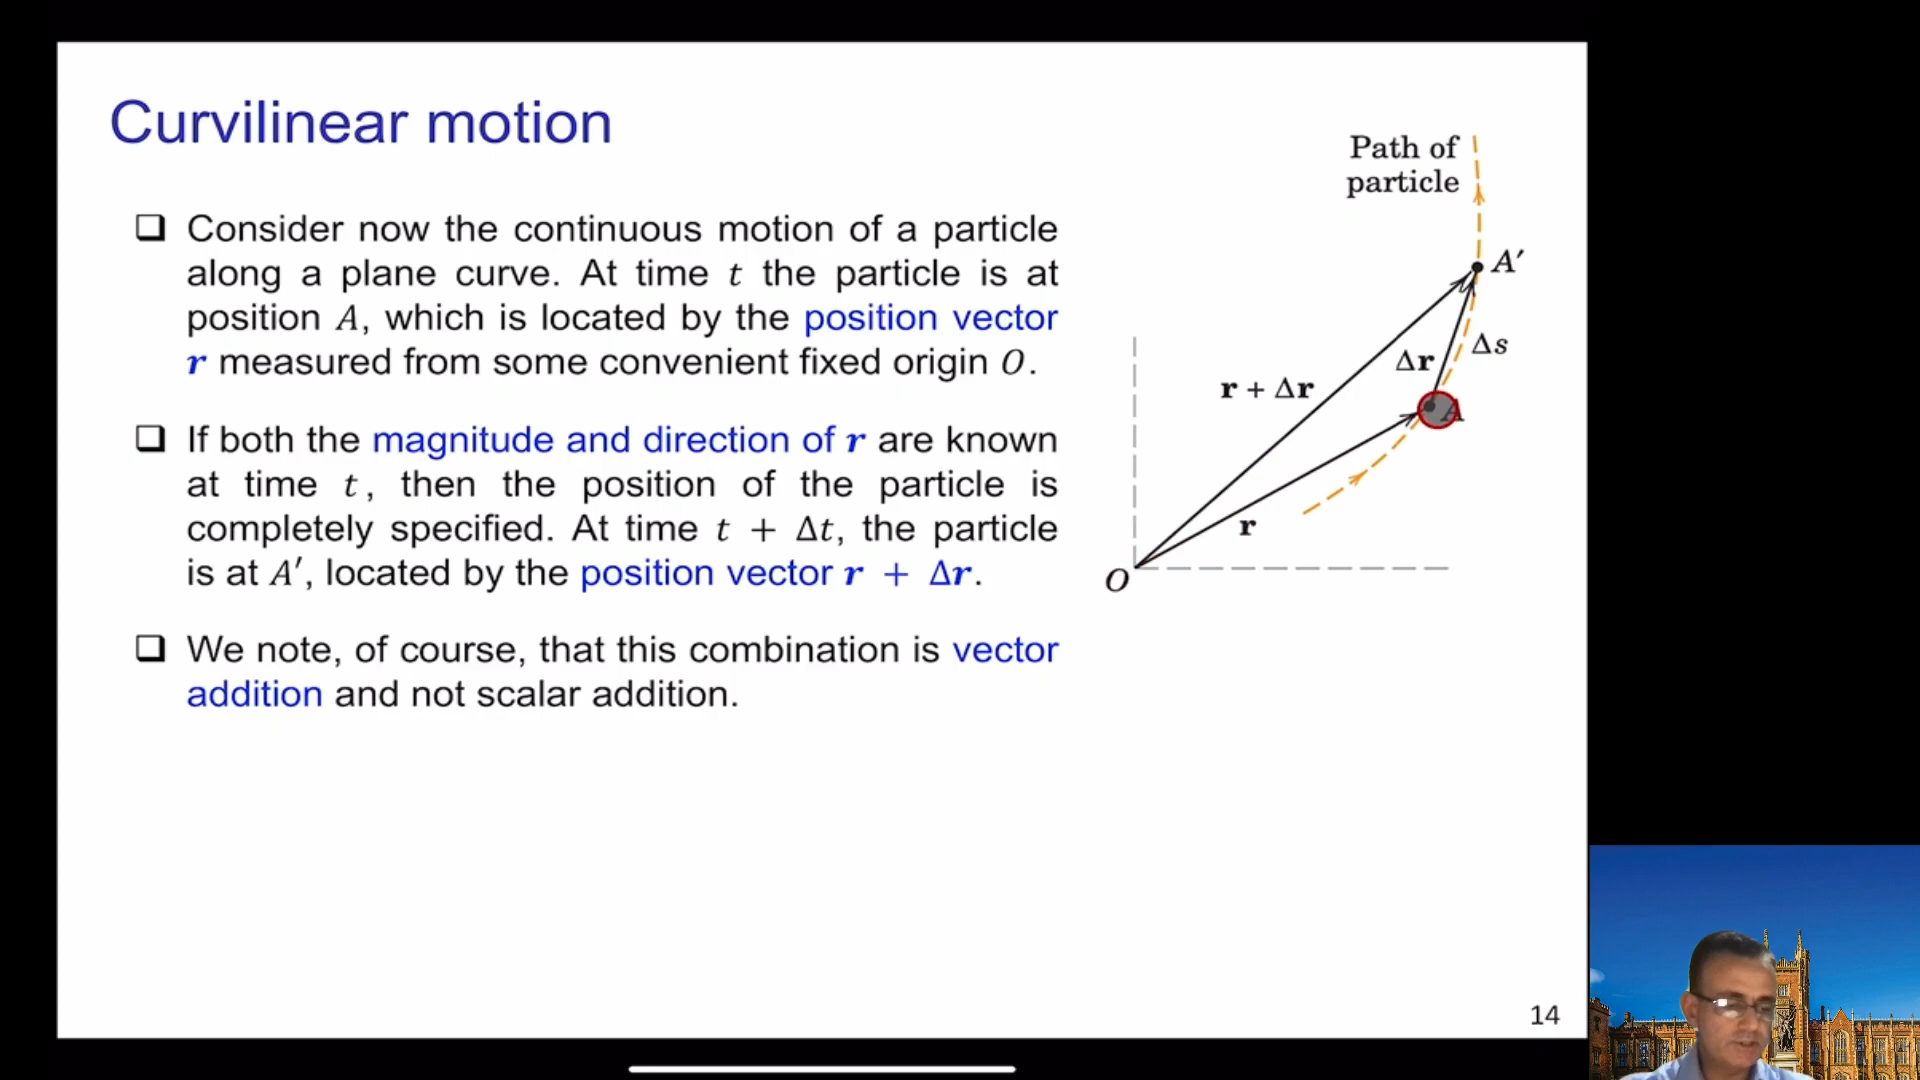 Curvilinear motion
Consider now the continuous motion of a particle
along a plane curve. At time t the particle is at
position A, which is located by the position vector
r measured from some convenient fixed origin O.
If both the magnitude and direction of r are known
at time t, then the position of the particle is
completely specified. At time t + Δt, the particle
is at A′, located by the position vector r + Δr.
We note, of course, that this combination is vector
addition and not scalar addition.
Path of
particle
A′
Δs
Δr
r + Δr
A
r
O
14